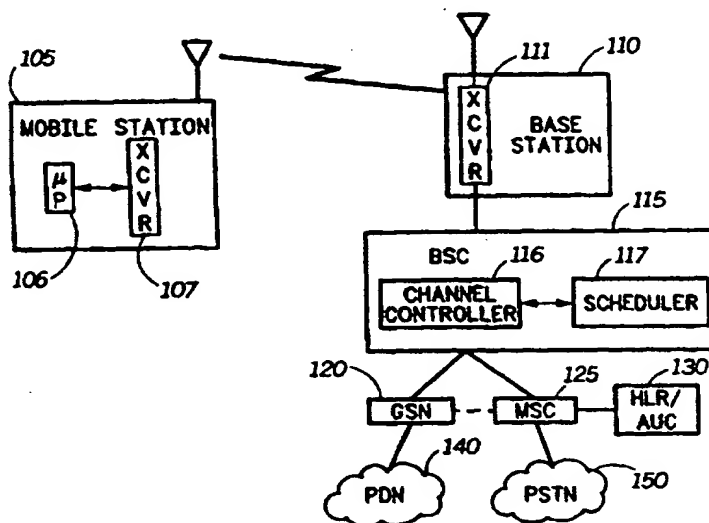 105
MOBILE STATION
μP
XCVR
106
107
111
110
XCVR
BASE
STATION
115
BSC
116
117
CHANNEL
CONTROLLER
SCHEDULER
120
125
130
GSN
MSC
HLR/
AUC
140
150
PDN
PSTN